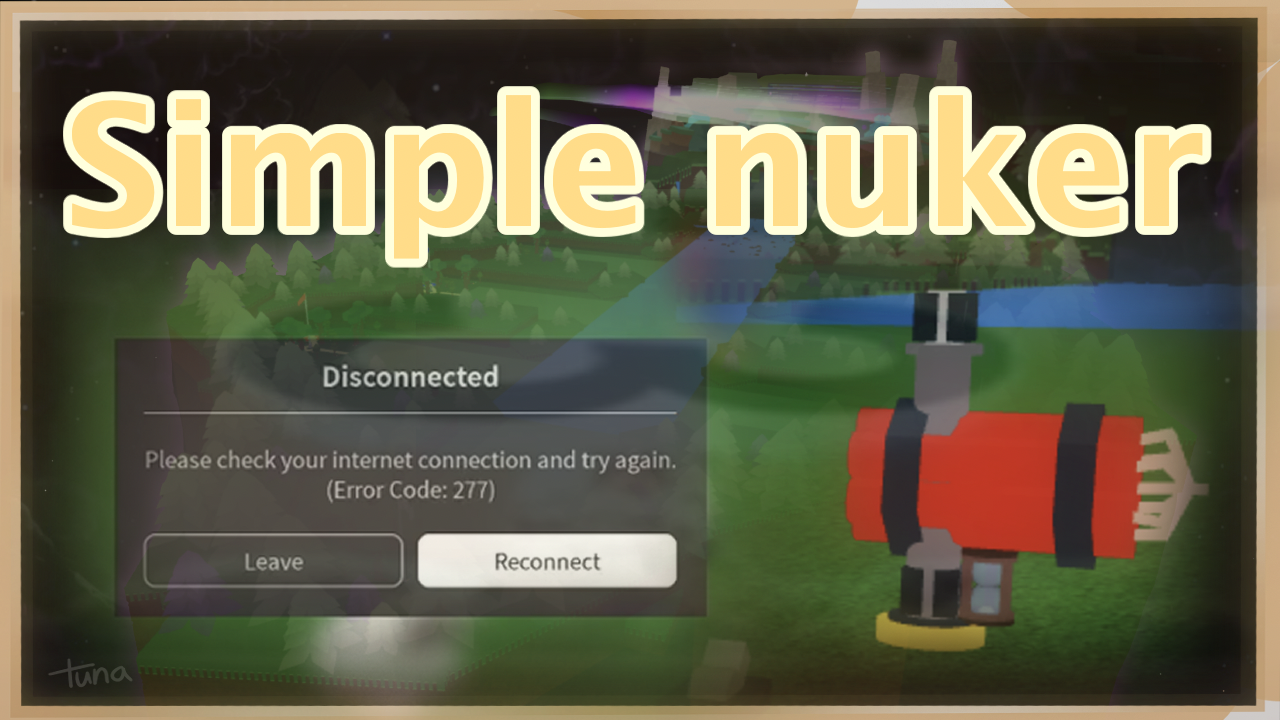 Simple nuker
Disconnected
Please check your internet connection and try again.
(Error Code: 277)
Leave
Reconnect
tuna